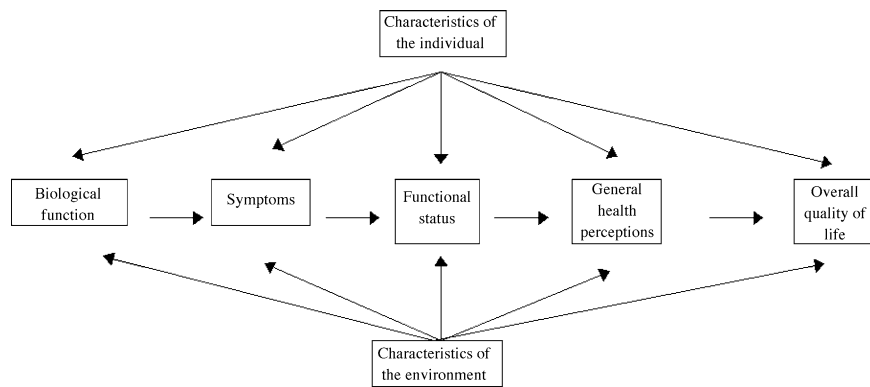 Characteristics of
the individual
Biological
function
Symptoms
Functional
status
General
health
perceptions
Overall
quality of
life
Characteristics of
the environment